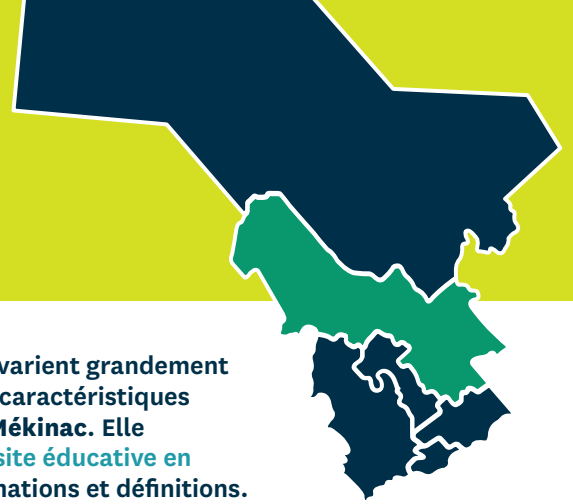 varient grandement
caractéristiques
Mékinac. Elle
site éducative en
nations et définitions.